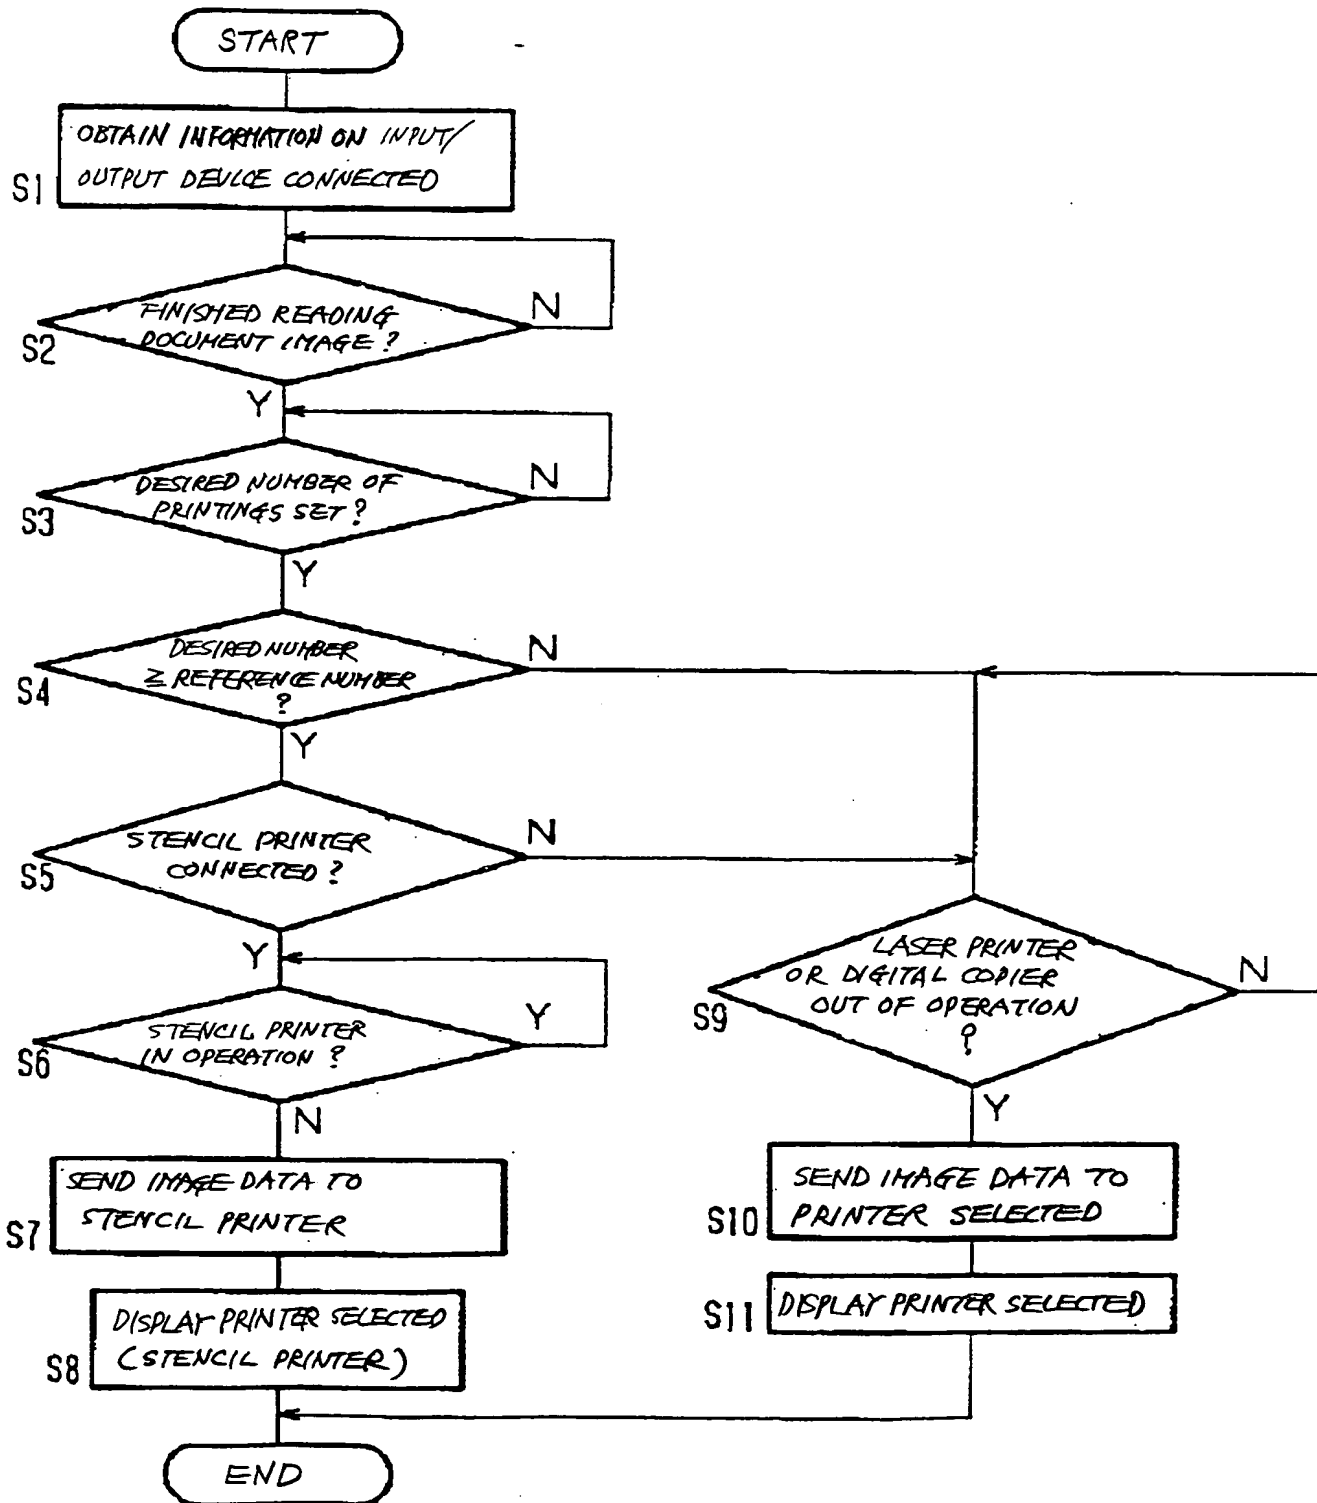 START
OBTAIN INFORMATION ON INPUT/
OUTPUT DEVICE CONNECTED
S1
FINISHED READING
DOCUMENT IMAGE?
N
S2
Y
DESIRED NUMBER OF
PRINTINGS SET?
N
S3
Y
DESIRED NUMBER
≧ REFERENCE NUMBER
?
N
S4
Y
STENCIL PRINTER
CONNECTED?
N
S5
Y
STENCIL PRINTER
IN OPERATION?
Y
S6
N
SEND IMAGE DATA TO
STENCIL PRINTER
S7
DISPLAY PRINTER SELECTED
(STENCIL PRINTER)
S8
LASER PRINTER
OR DIGITAL COPIER
OUT OF OPERATION
?
N
S9
Y
SEND IMAGE DATA TO
PRINTER SELECTED
S10
DISPLAY PRINTER SELECTED
S11
END